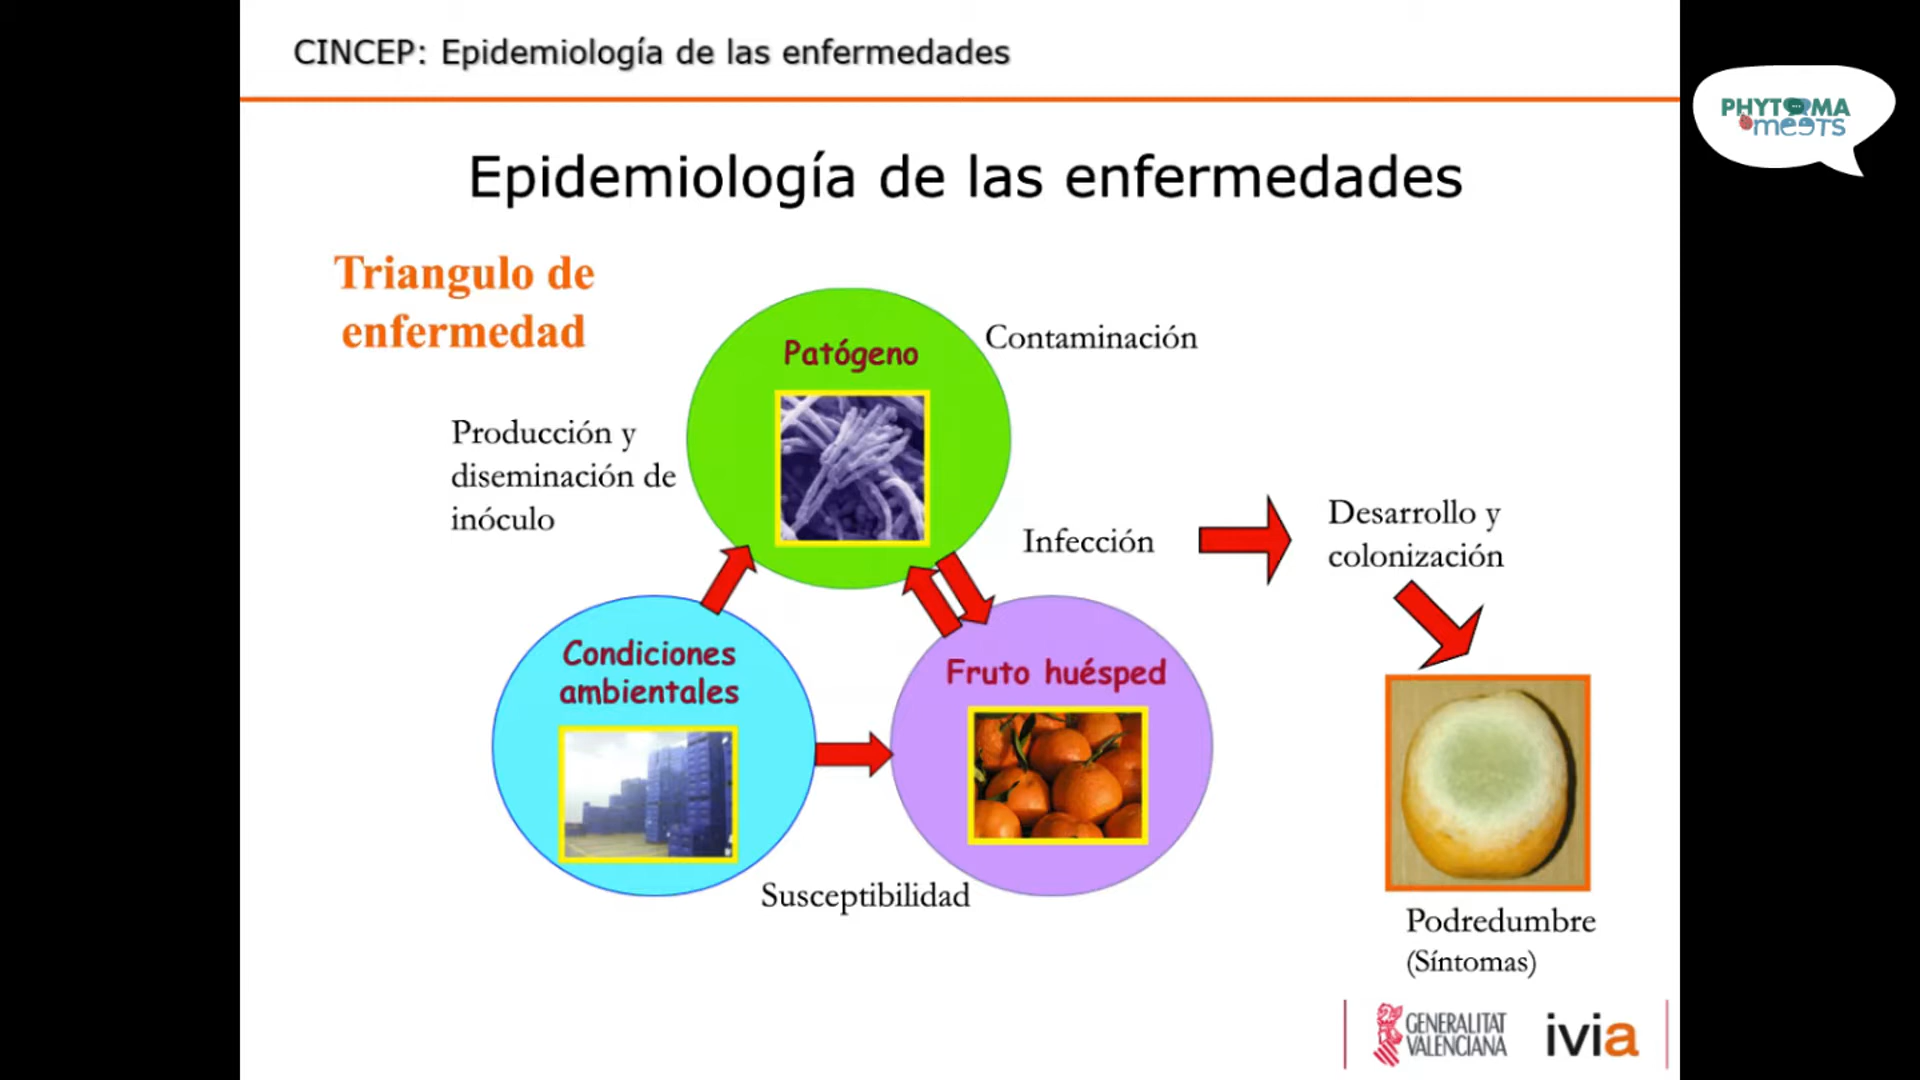 CINCEP: Epidemiología de las enfermedades
PHYTOMA
meets
Epidemiología de las enfermedades
Triangulo de
enfermedad
Patógeno
Contaminación
Producción y
diseminación de
inóculo
Infección
Desarrollo y
colonización
Condiciones
ambientales
Fruto huésped
Susceptibilidad
Podredumbre
(Síntomas)
GENERALITAT
VALENCIANA
ivia